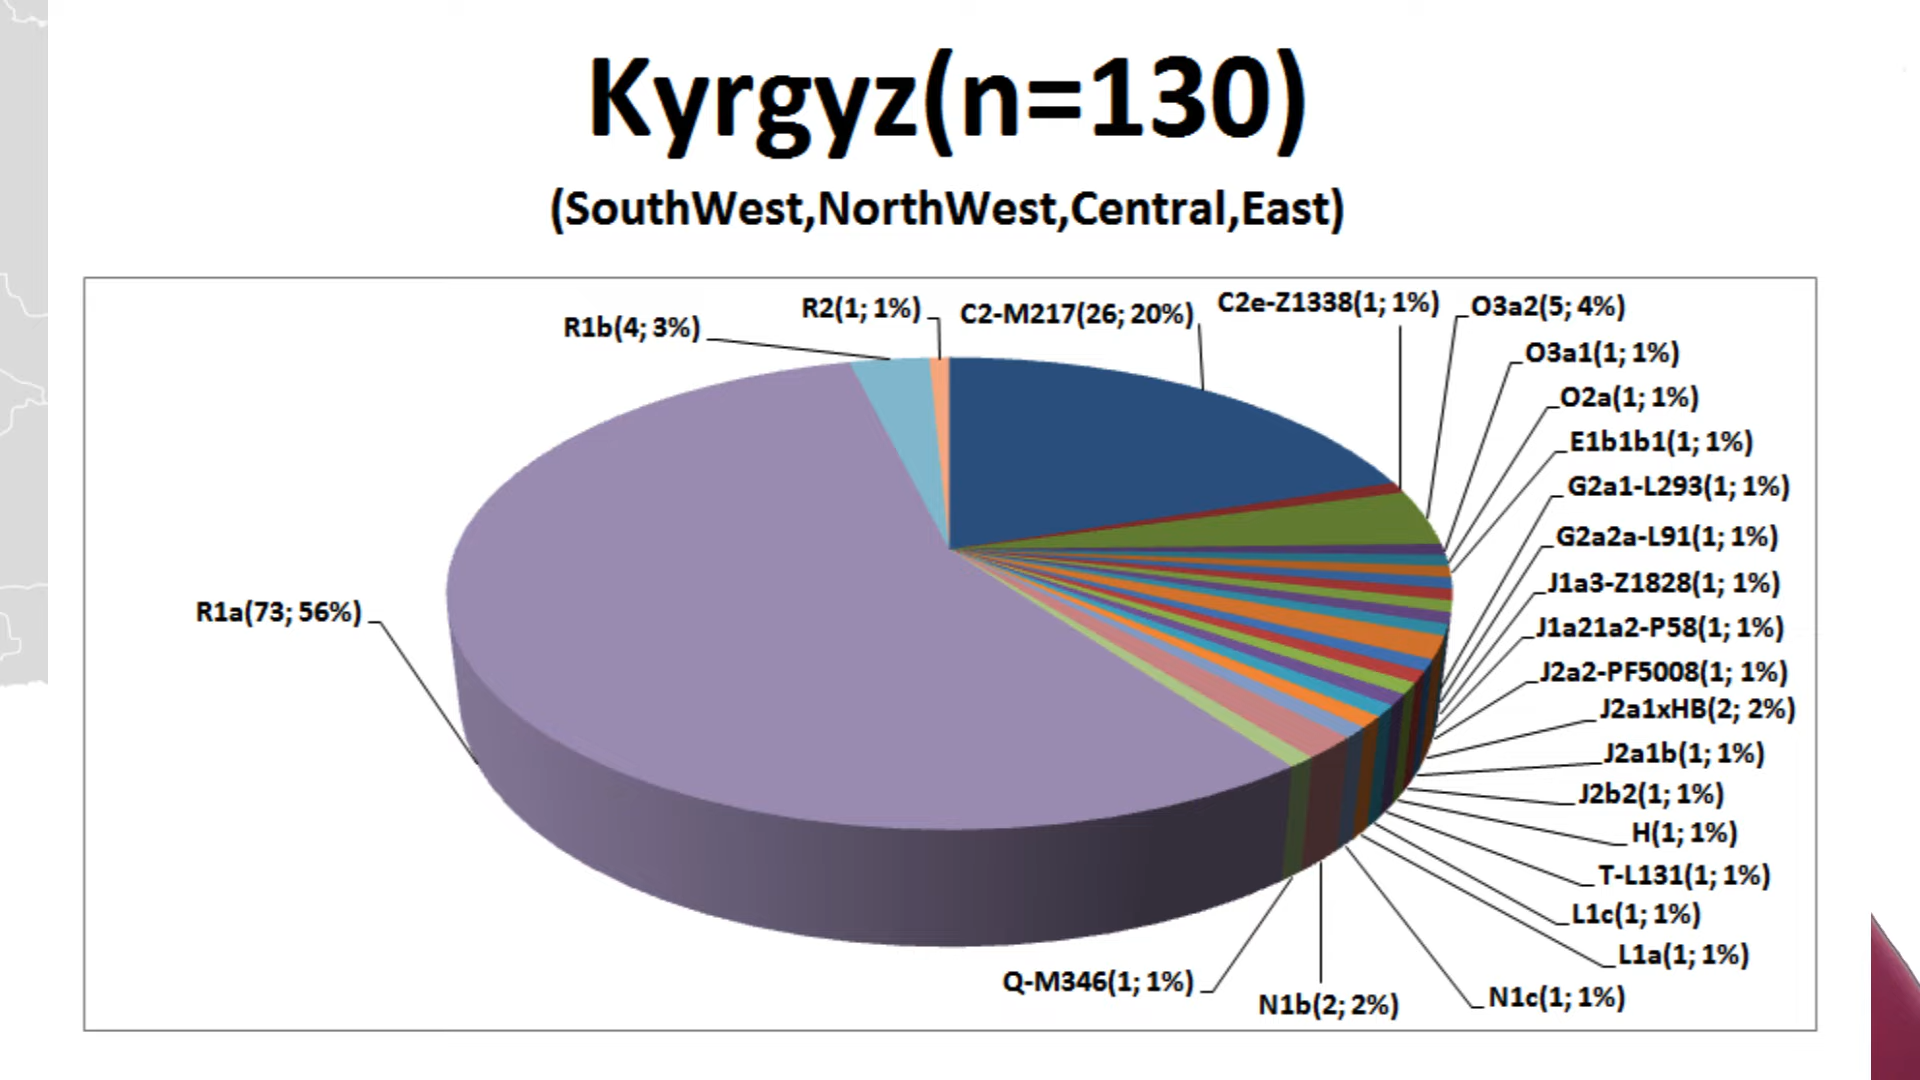 Kyrgyz(n=130)
(SouthWest,NorthWest,Central,East)
R1b(4; 3%)
R2(1; 1%)
C2-M217(26; 20%)
C2e-Z1338(1; 1%)
O3a2(5; 4%)
O3a1(1; 1%)
O2a(1; 1%)
E1b1b1(1; 1%)
G2a1-L293(1; 1%)
G2a2a-L91(1; 1%)
J1a3-Z1828(1; 1%)
R1a(73; 56%)
J1a21a2-P58(1; 1%)
J2a2-PF5008(1; 1%)
J2a1xHB(2; 2%)
J2a1b(1; 1%)
J2b2(1; 1%)
H(1; 1%)
T-L131(1; 1%)
L1c(1; 1%)
L1a(1; 1%)
Q-M346(1; 1%)
N1b(2; 2%)
N1c(1; 1%)